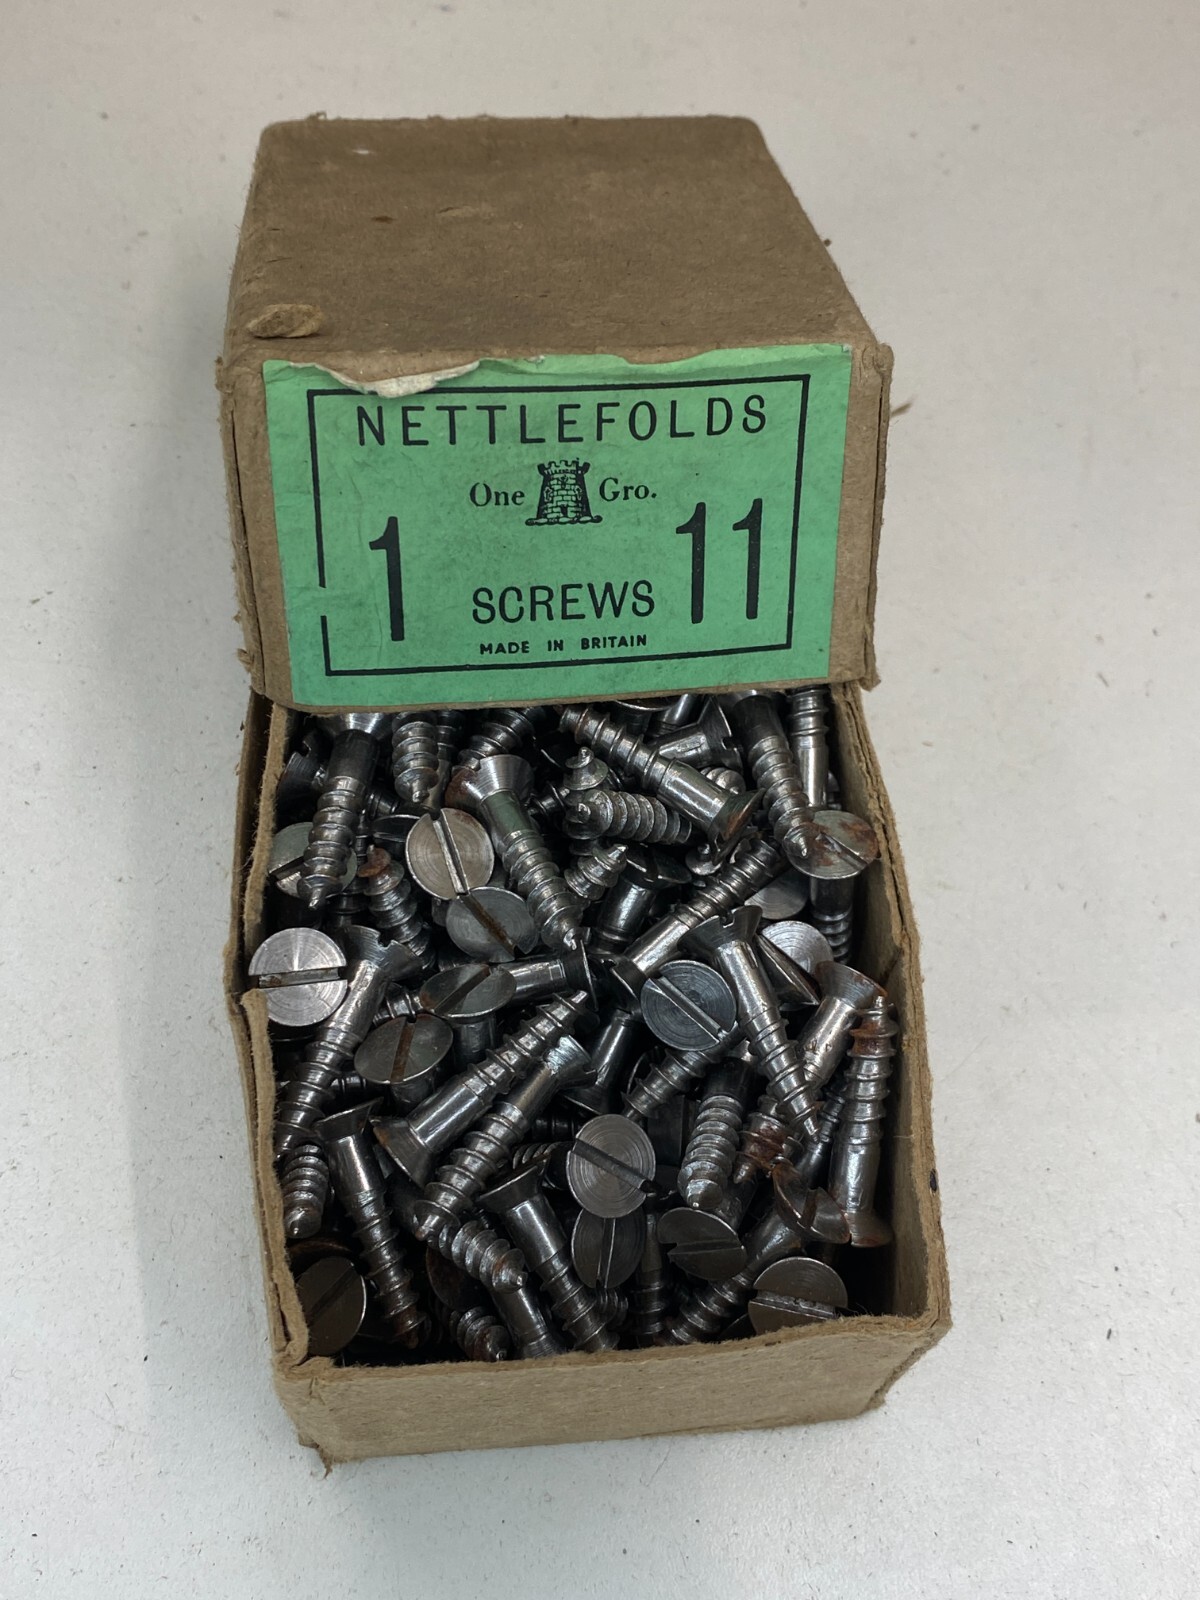 NETTLEFOLDS
One Gro.
1 SCREWS 11
MADE IN BRITAIN